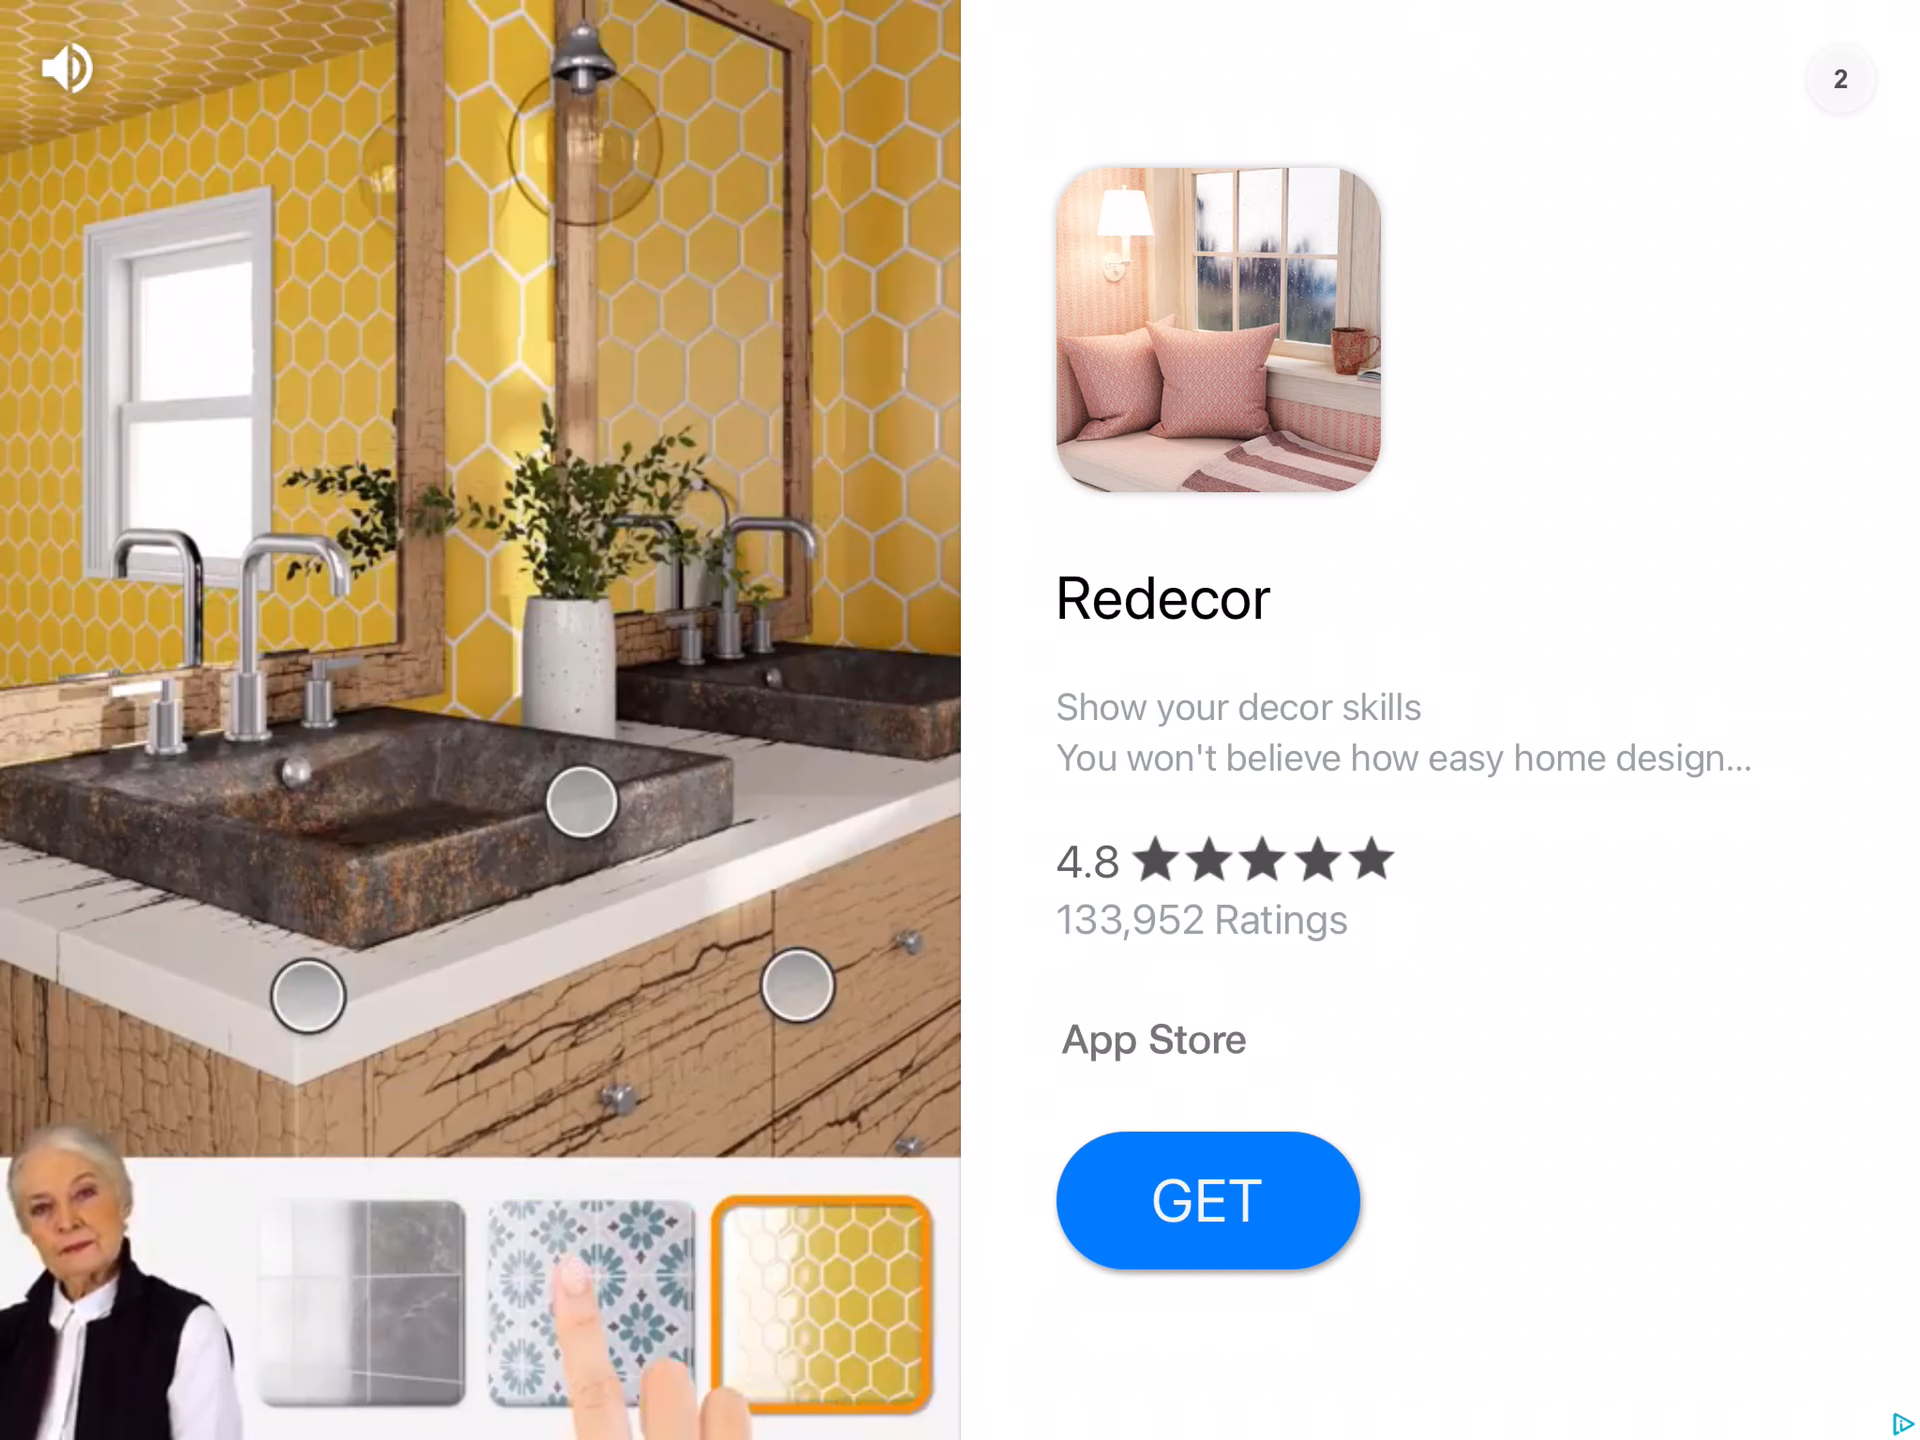 2
Redecor
Show your decor skills
You won't believe how easy home design...
4.8
133,952 Ratings
App Store
GET